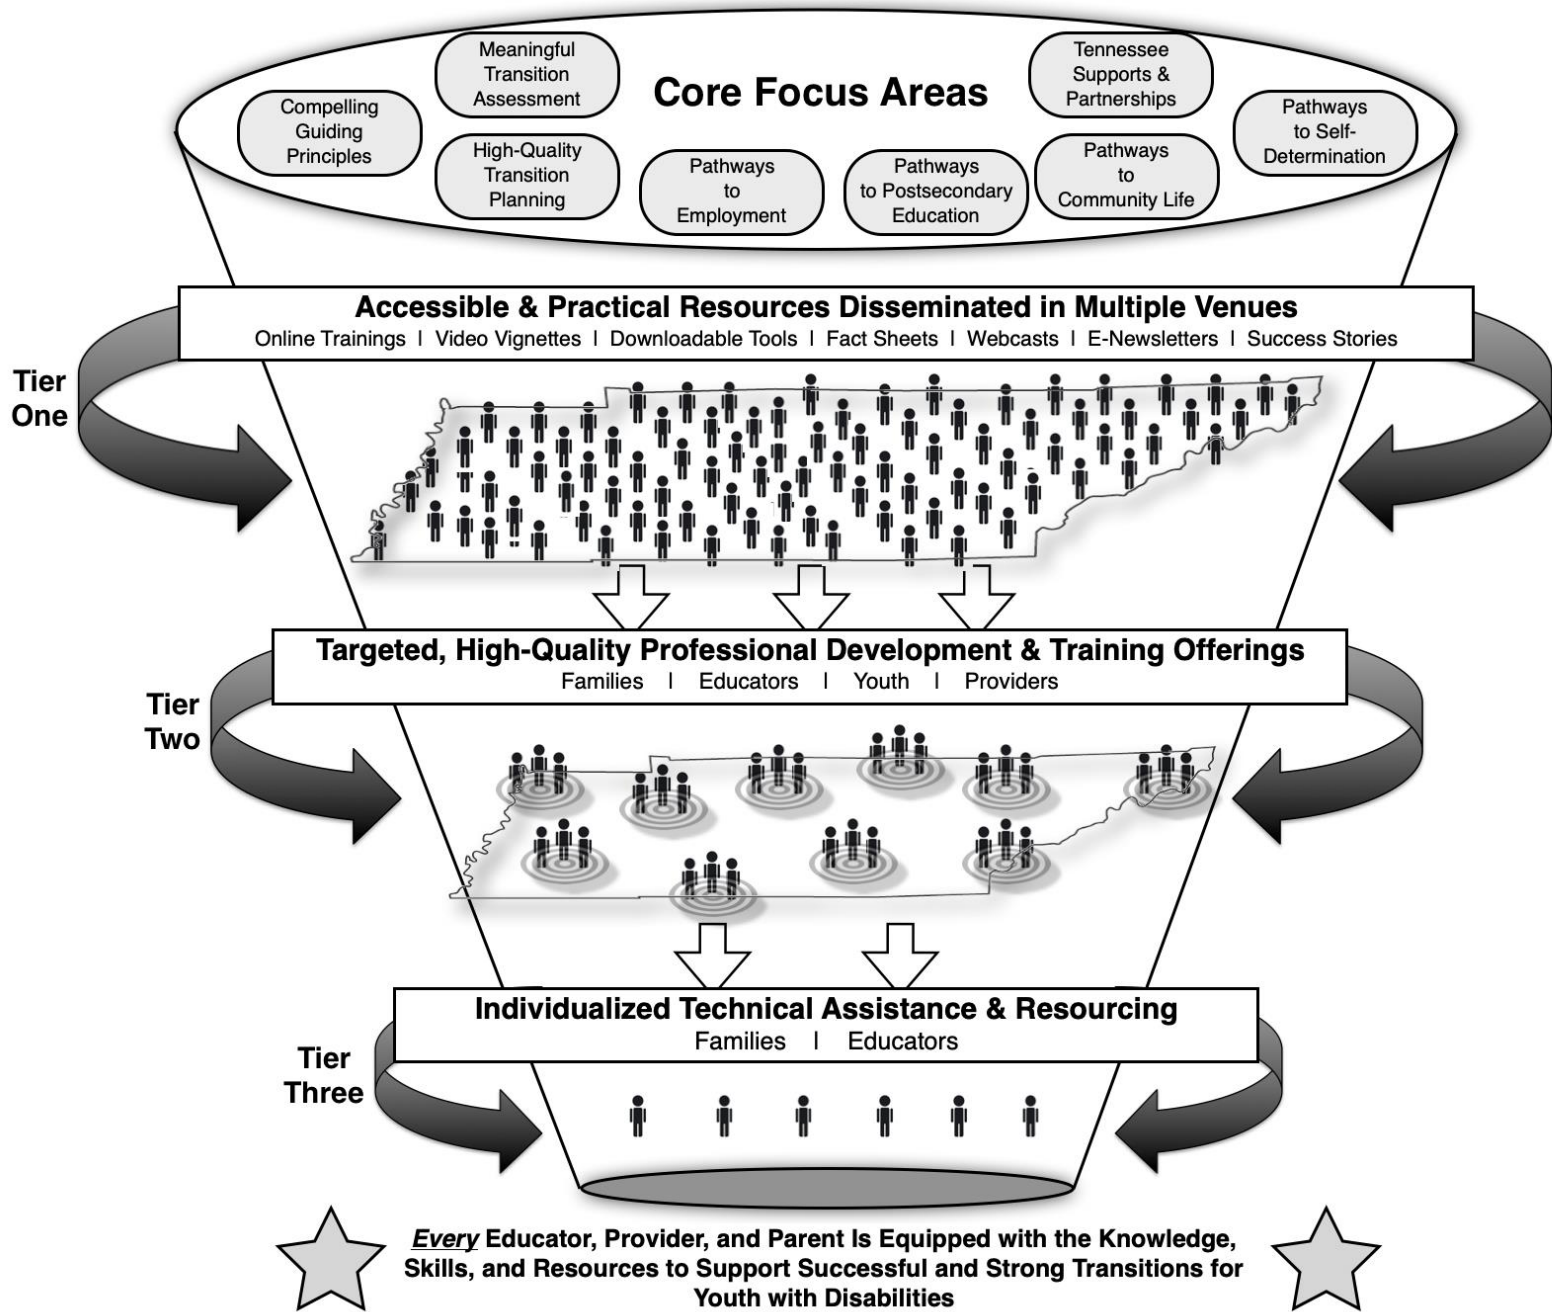 Core Focus Areas
Compelling
Guiding
Principles
Meaningful
Transition
Assessment
High-Quality
Transition
Planning
Pathways
to
Employment
Pathways
to Postsecondary
Education
Tennessee
Supports &
Partnerships
Pathways
to
Community Life
Pathways
to Self-
Determination
Accessible & Practical Resources Disseminated in Multiple Venues
Online Trainings | Video Vignettes | Downloadable Tools | Fact Sheets | Webcasts | E-Newsletters | Success Stories
Tier
One
Targeted, High-Quality Professional Development & Training Offerings
Families | Educators | Youth | Providers
Tier
Two
Individualized Technical Assistance & Resourcing
Families | Educators
Tier
Three
Every Educator, Provider, and Parent Is Equipped with the Knowledge,
Skills, and Resources to Support Successful and Strong Transitions for
Youth with Disabilities